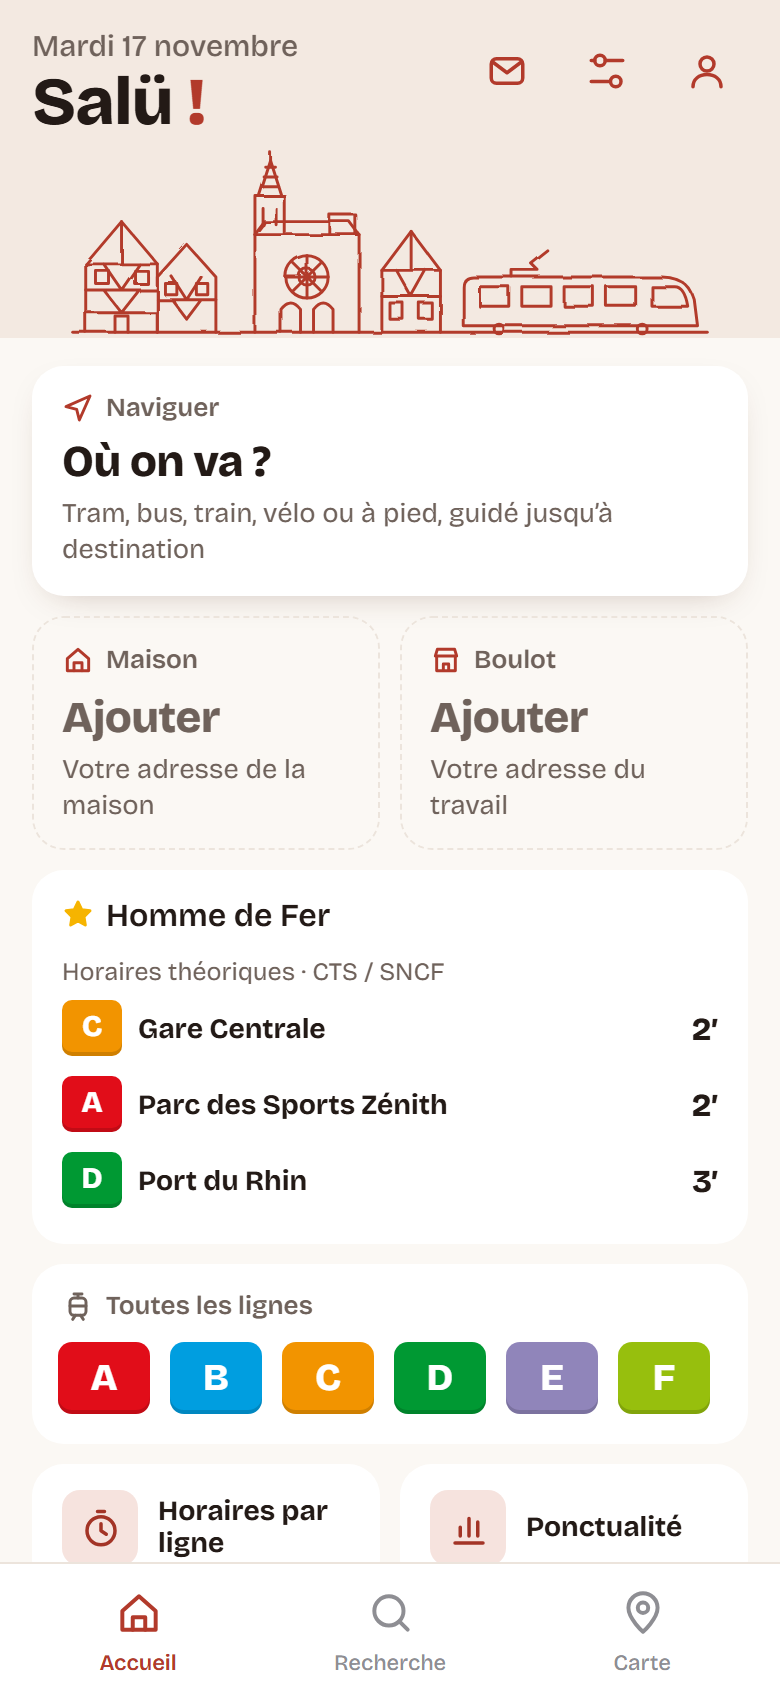 Mardi 17 novembre
Salü !
Naviguer
Où on va ?
Tram, bus, train, vélo ou à pied, guidé jusqu’à
destination
Maison
Ajouter
Votre adresse de la
maison
Boulot
Ajouter
Votre adresse du
travail
Homme de Fer
Horaires théoriques · CTS / SNCF
C Gare Centrale 2′
A Parc des Sports Zénith 2′
D Port du Rhin 3′
Toutes les lignes
A B C D E F
Horaires par
ligne
Ponctualité
Accueil
Recherche
Carte